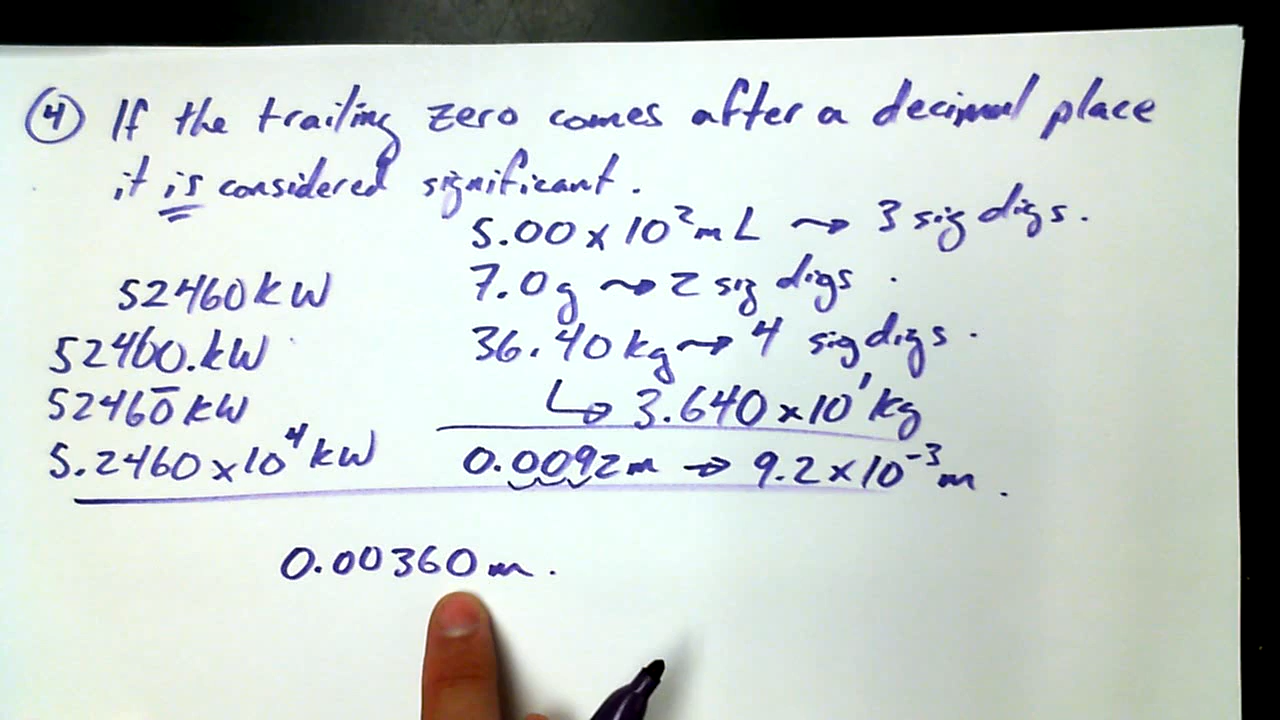 ④ If the trailing zero comes after a decimal place
it is considered significant.
5.00 x 10² mL → 3 sig digs.
52460 kW
7.0g → 2 sig digs.
52460. kW
36.40 kg → 4 sig digs.
52460̅ kW
↳ 3.640 x 10¹ kg
5.2460 x 10⁴ kW
0.0092 m → 9.2 x 10⁻³ m.
0.00360 m.